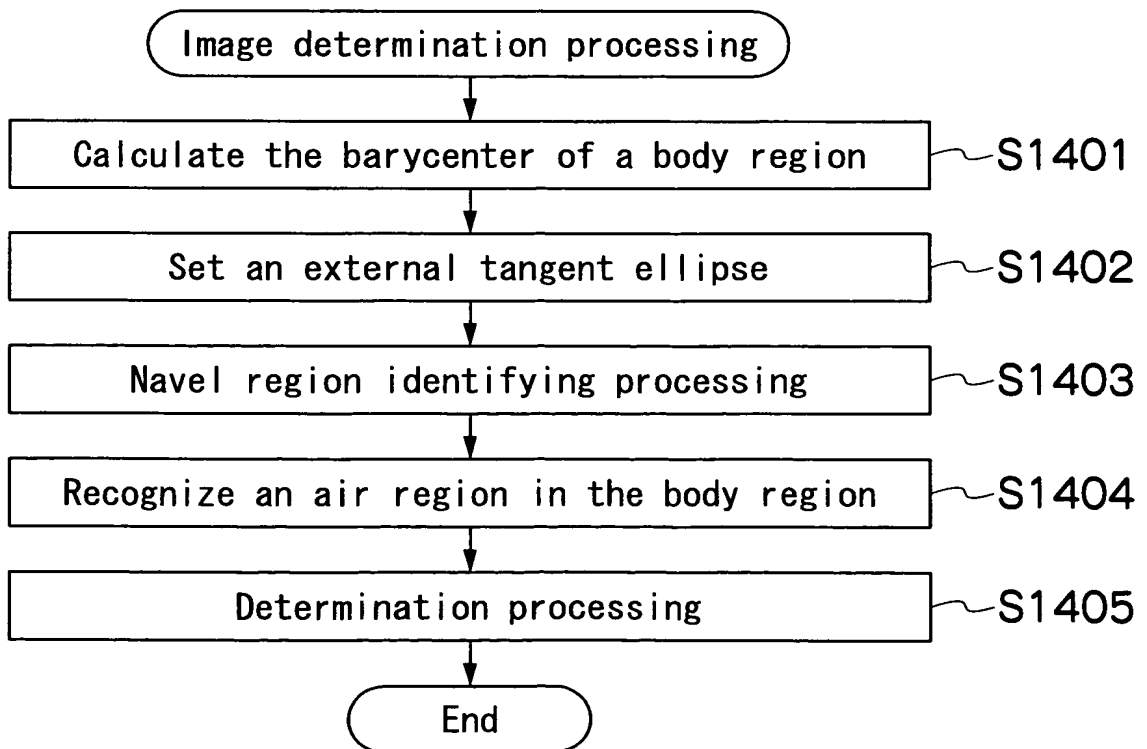 Image determination processing
Calculate the barycenter of a body region
S1401
Set an external tangent ellipse
S1402
Navel region identifying processing
S1403
Recognize an air region in the body region
S1404
Determination processing
S1405
End